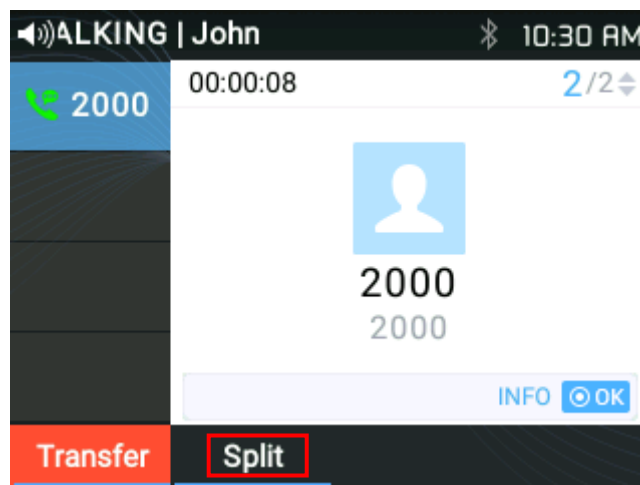 ALKING | John 10:30 AM
2000
00:00:08 2/2
2000
2000
INFO OK
Transfer Split